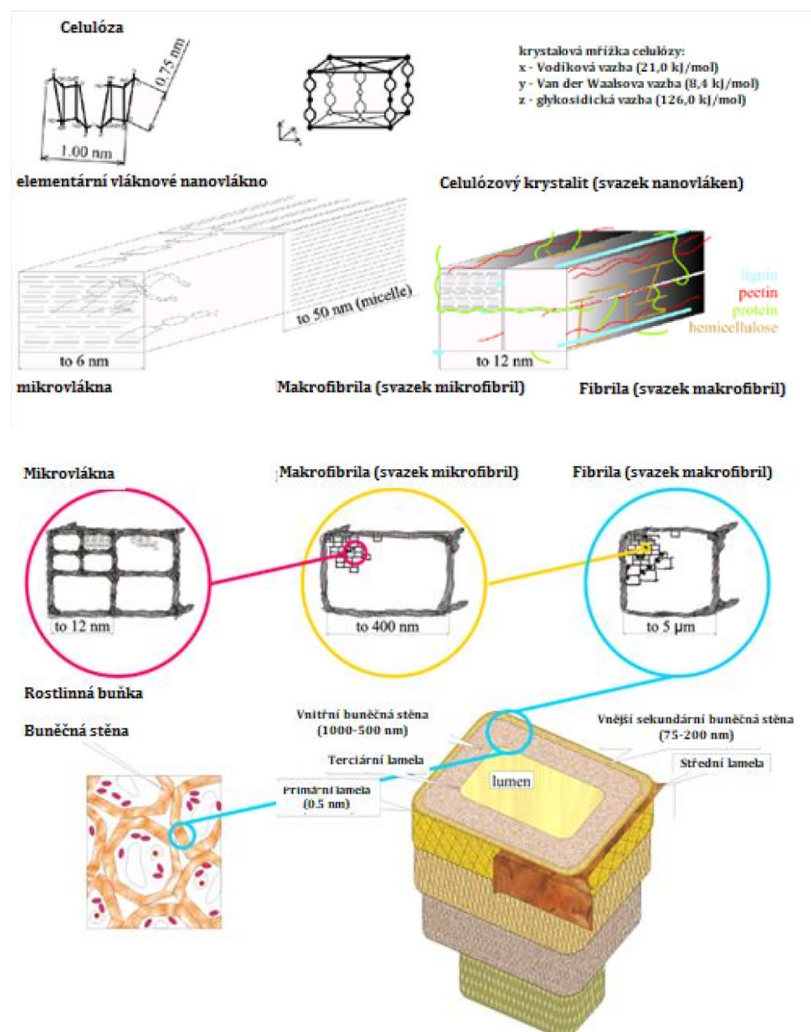 Celulóza
0.75 nm
1.00 nm
krystalová mřížka celulózy:
x - Vodíková vazba (21,0 kJ/mol)
y - Van der Waalsova vazba (8,4 kJ/mol)
z - glykosidická vazba (126,0 kJ/mol)
elementární vláknové nanovlákno
Celulózový krystalit (svazek nanovláken)
to 6 nm
to 50 nm (micelle)
to 12 nm
lignin
pectin
protein
hemicellulose
mikrovlákna
Makofibrila (svazek mikrofibril)
Fibrila (svazek makrofibril)
Mikrovlákna
Makofibrila (svazek mikrofibril)
Fibrila (svazek makrofibril)
to 12 nm
to 400 nm
to 5 μm
Rostlinná buňka
Buněčná stěna
Vnitřní buněčná stěna
(1000-500 nm)
Terciární lamela
Primární lamela
(0.5 nm)
lumen
Vnější sekundární buněčná stěna
(75-200 nm)
Střední lamela